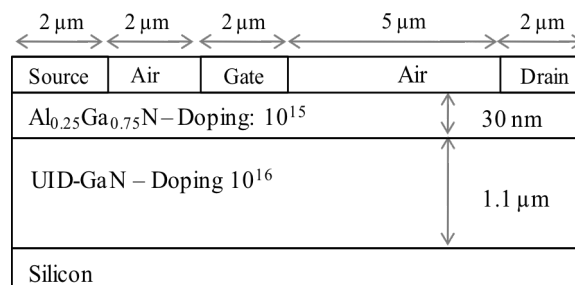 2 µm 2 µm 2 µm 5 µm 2 µm
Source Air Gate Air Drain
Al₀.₂₅Ga₀.₇₅N – Doping: 10¹⁵ 30 nm
UID-GaN – Doping 10¹⁶
1.1 µm
Silicon